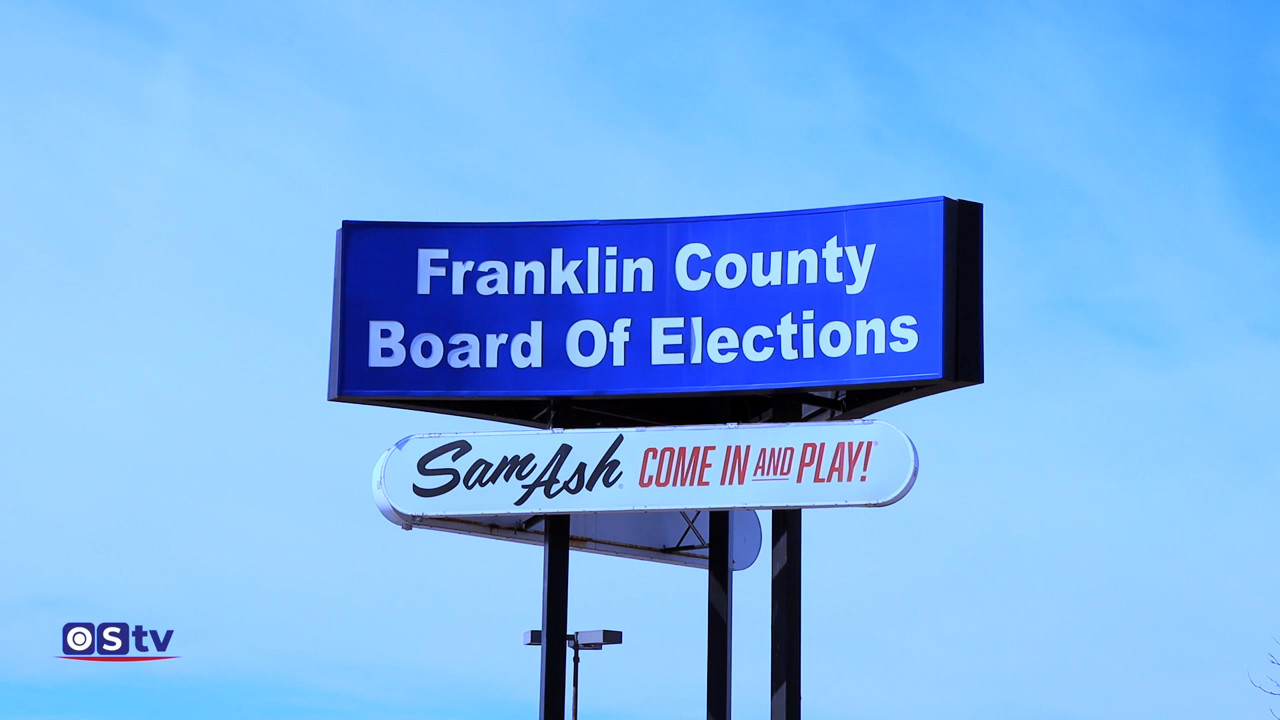 Franklin County
Board Of Elections
Sam Ash® COME IN AND PLAY!
OStv